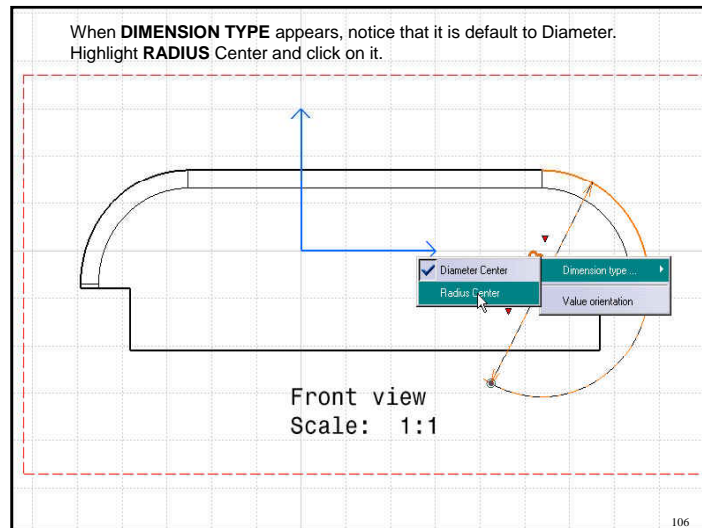 When DIMENSION TYPE appears, notice that it is default to Diameter.
Highlight RADIUS Center and click on it.
Diameter Center
Dimension type ...
Radius Center
Value orientation
Front view
Scale: 1:1
106